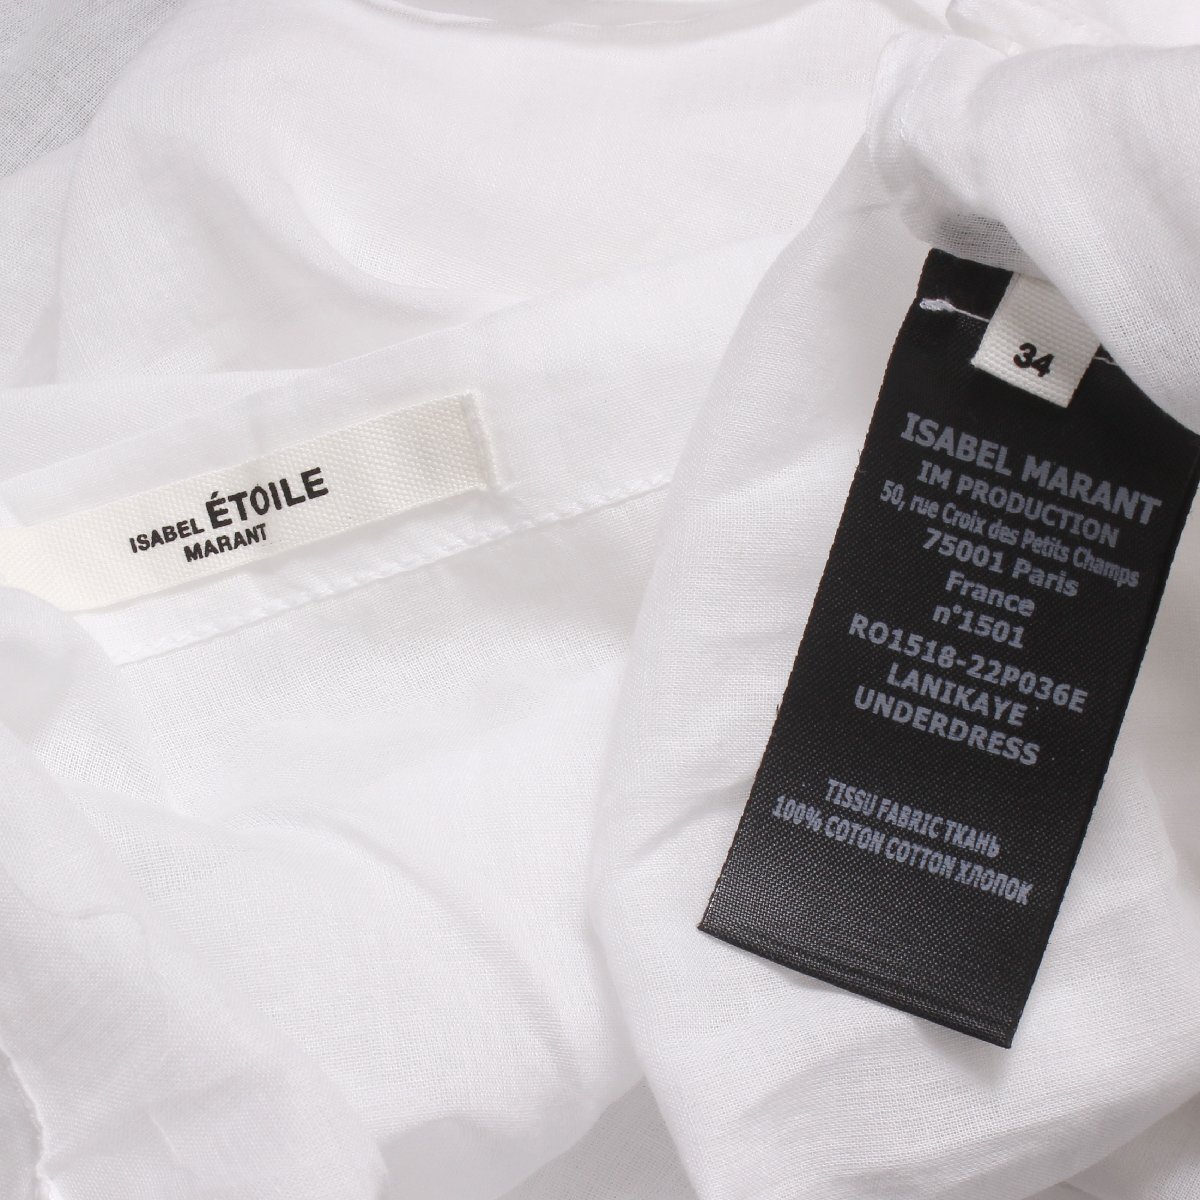 ISABEL ÉTOILE
MARANT
34
ISABEL MARANT
IM PRODUCTION
50, rue Croix des Petits Champs
75001 Paris
France
n°1501
RO1518-22P036E
LANIKAYE
UNDERDRESS
TISSU FABRIC ТКАНЬ
100% COTON COTTON ХЛОПОК